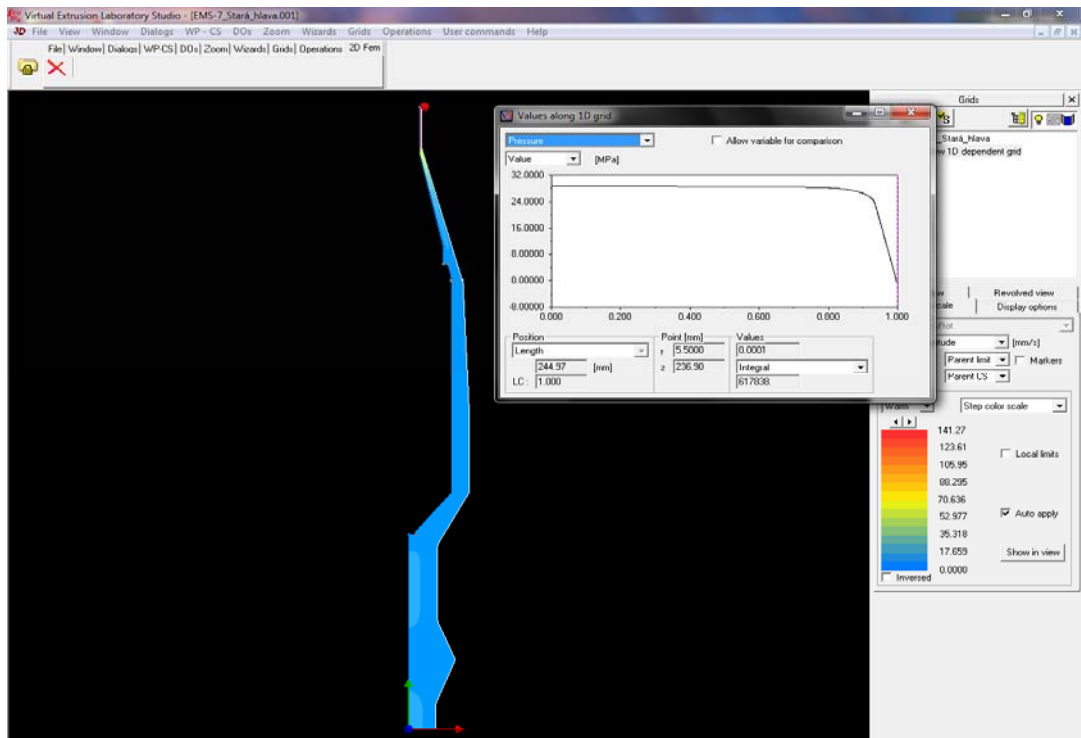 Virtual Extrusion Laboratory Studio - [EMS-7_Stará_hlava.001]
3D File View Window Dialogs WP - CS DOs Zoom Wizards Grids Operations User commands Help
File| Window| Dialogs| WP-CS| DOs| Zoom| Wizards| Grids| Operations 2D Fem
Grids
_Stará_hlava
1D dependent grid
Values along 1D grid
Pressure
Allow variable for comparison
Value [MPa]
32.0000
24.0000
16.0000
8.00000
0.00000
-8.0000
0.000 0.200 0.400 0.600 0.800 1.000
Position
Length
244.97 [mm]
LC : 1.000
Point [mm]
r 5.5000
z 236.90
Values
0.0001
Integral
617838.
Revolved view
Display options
[mm/s]
Parent limit Markers
Parent CS
Step color scale
141.27
123.61
105.95
88.295
70.636
52.977
35.318
17.659
0.0000
Local limits
Auto apply
Show in view
Inversed